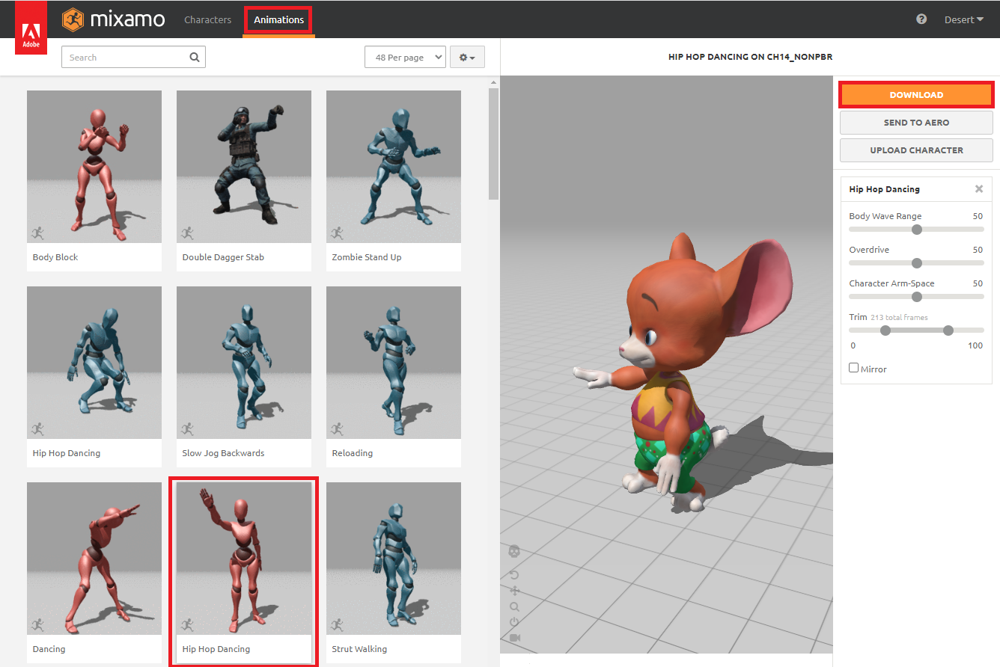 Adobe
mixamo
Characters
Animations
Desert
Search
48 Per page
HIP HOP DANCING ON CH14_NONPBR
Body Block
Double Dagger Stab
Zombie Stand Up
Hip Hop Dancing
Slow Jog Backwards
Reloading
Dancing
Hip Hop Dancing
Strut Walking
DOWNLOAD
SEND TO AERO
UPLOAD CHARACTER
Hip Hop Dancing
Body Wave Range 50
Overdrive 50
Character Arm-Space 50
Trim 213 total frames
0 100
Mirror